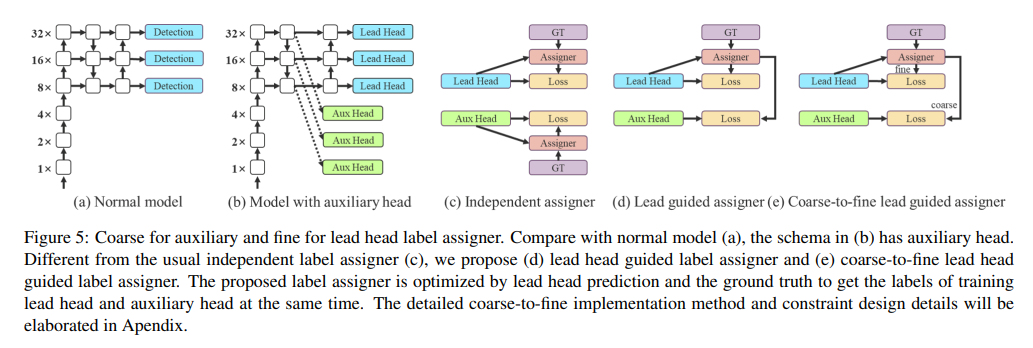 32×
16×
8×
4×
2×
1×
Detection
Detection
Detection
(a) Normal model
32×
16×
8×
4×
2×
1×
Lead Head
Lead Head
Lead Head
Aux Head
Aux Head
Aux Head
(b) Model with auxiliary head
GT
Assigner
Lead Head
Loss
Aux Head
Loss
Assigner
GT
(c) Independent assigner
GT
Assigner
Lead Head
Loss
Aux Head
Loss
(d) Lead guided assigner
GT
Assigner
fine
Lead Head
Loss
coarse
Aux Head
Loss
(e) Coarse-to-fine lead guided assigner
Figure 5: Coarse for auxiliary and fine for lead head label assigner. Compare with normal model (a), the schema in (b) has auxiliary head.
Different from the usual independent label assigner (c), we propose (d) lead head guided label assigner and (e) coarse-to-fine lead head
guided label assigner. The proposed label assigner is optimized by lead head prediction and the ground truth to get the labels of training
lead head and auxiliary head at the same time. The detailed coarse-to-fine implementation method and constraint design details will be
elaborated in Apendix.